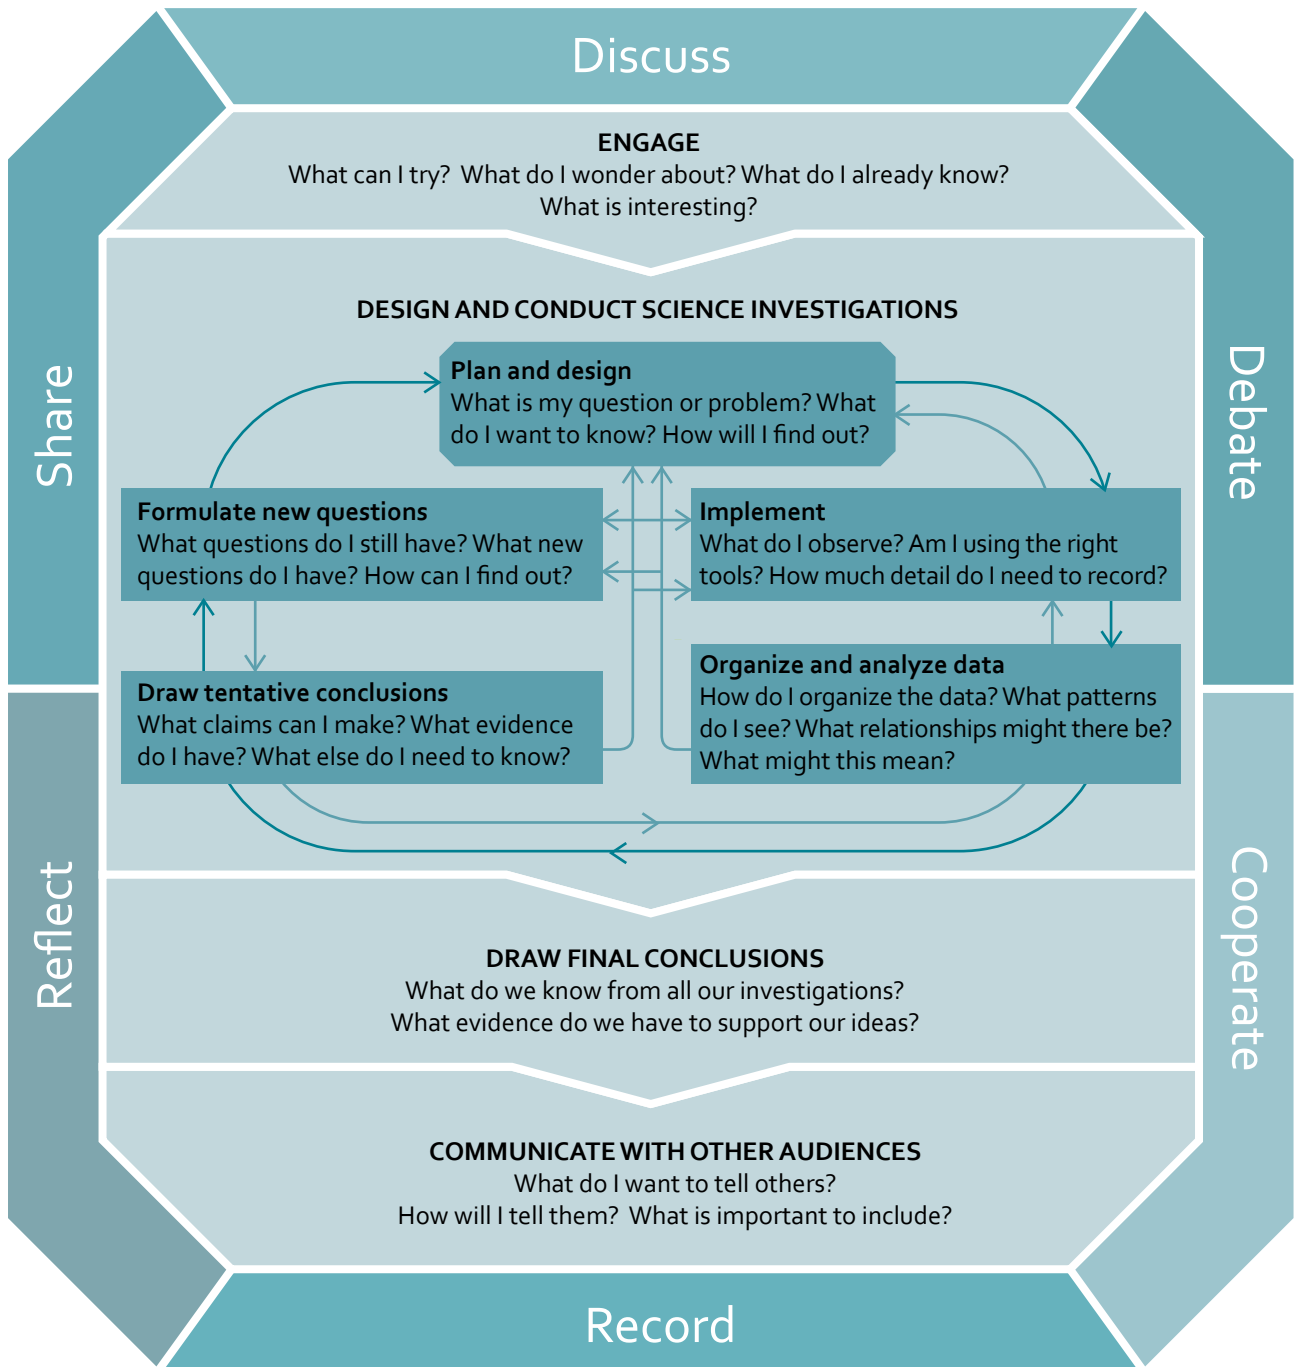 Discuss
ENGAGE
What can I try? What do I wonder about? What do I already know?
What is interesting?
Share
Debate
DESIGN AND CONDUCT SCIENCE INVESTIGATIONS
Plan and design
What is my question or problem? What
do I want to know? How will I find out?
Formulate new questions
What questions do I still have? What new
questions do I have? How can I find out?
Implement
What do I observe? Am I using the right
tools? How much detail do I need to record?
Draw tentative conclusions
What claims can I make? What evidence
do I have? What else do I need to know?
Organize and analyze data
How do I organize the data? What patterns
do I see? What relationships might there be?
What might this mean?
Reflect
Cooperate
DRAW FINAL CONCLUSIONS
What do we know from all our investigations?
What evidence do we have to support our ideas?
COMMUNICATE WITH OTHER AUDIENCES
What do I want to tell others?
How will I tell them? What is important to include?
Record